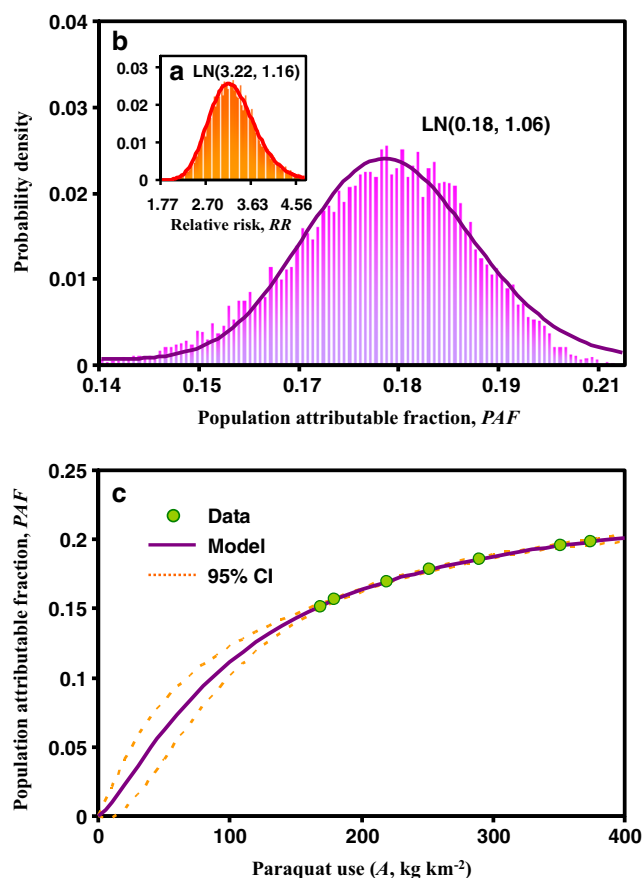 b
0.04
0.03
0.02
0.01
0
Probability density
a
LN(3.22, 1.16)
0.03
0.02
0.01
0
1.77 2.70 3.63 4.56
Relative risk, RR
LN(0.18, 1.06)
0.14 0.15 0.17 0.18 0.19 0.21
Population attributable fraction, PAF
c
0.25
0.2
0.15
0.1
0.05
0
Population attributable fraction, PAF
Data
Model
95% CI
0 100 200 300 400
Paraquat use (A, kg km⁻²)